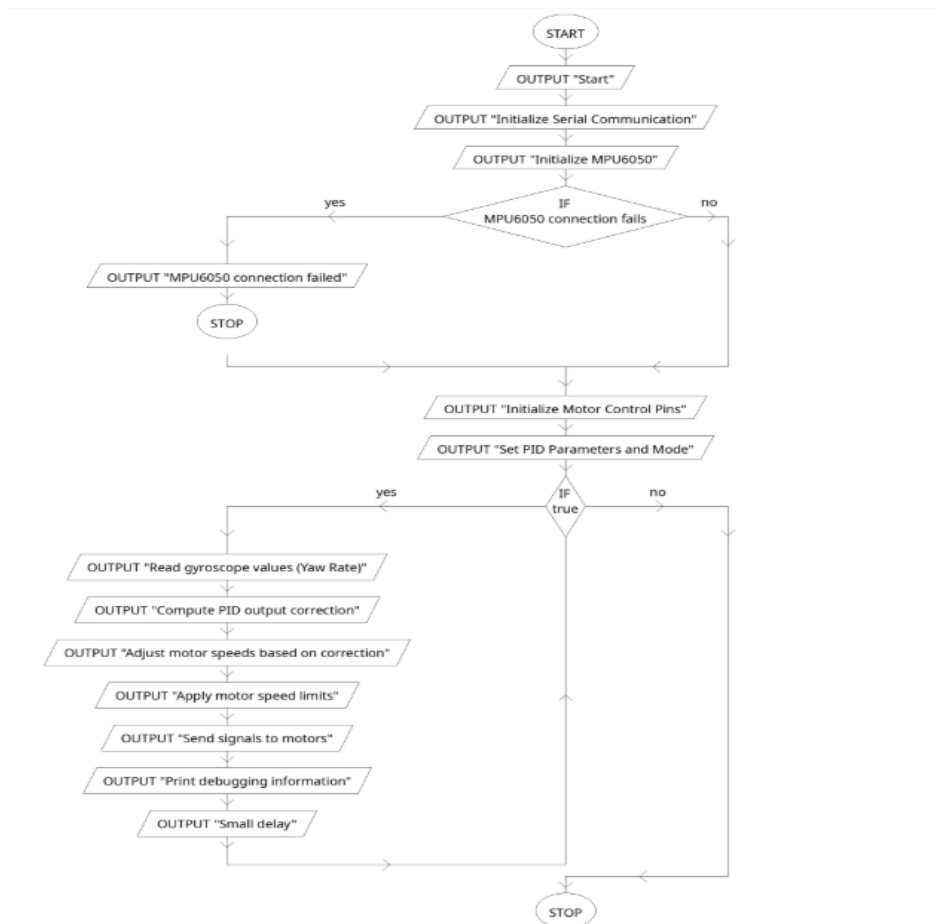 START
OUTPUT "Start"
OUTPUT "Initialize Serial Communication"
OUTPUT "Initialize MPU6050"
IF
MPU6050 connection fails
yes
no
OUTPUT "MPU6050 connection failed"
STOP
OUTPUT "Initialize Motor Control Pins"
OUTPUT "Set PID Parameters and Mode"
IF
true
yes
no
OUTPUT "Read gyroscope values (Yaw Rate)"
OUTPUT "Compute PID output correction"
OUTPUT "Adjust motor speeds based on correction"
OUTPUT "Apply motor speed limits"
OUTPUT "Send signals to motors"
OUTPUT "Print debugging information"
OUTPUT "Small delay"
STOP